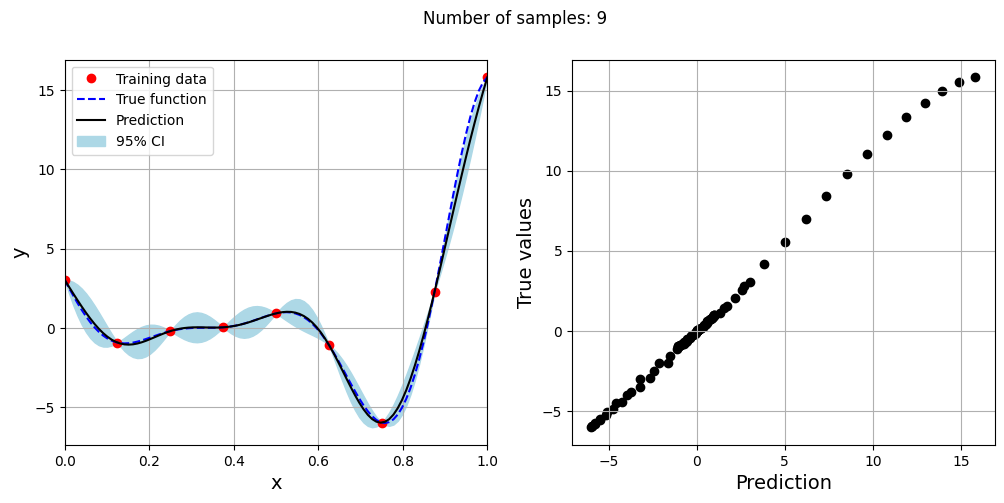 Number of samples: 9
Training data
True function
Prediction
95% CI
15
10
5
0
−5
y
0.0 0.2 0.4 0.6 0.8 1.0
x
15
10
5
0
−5
True values
−5 0 5 10 15
Prediction